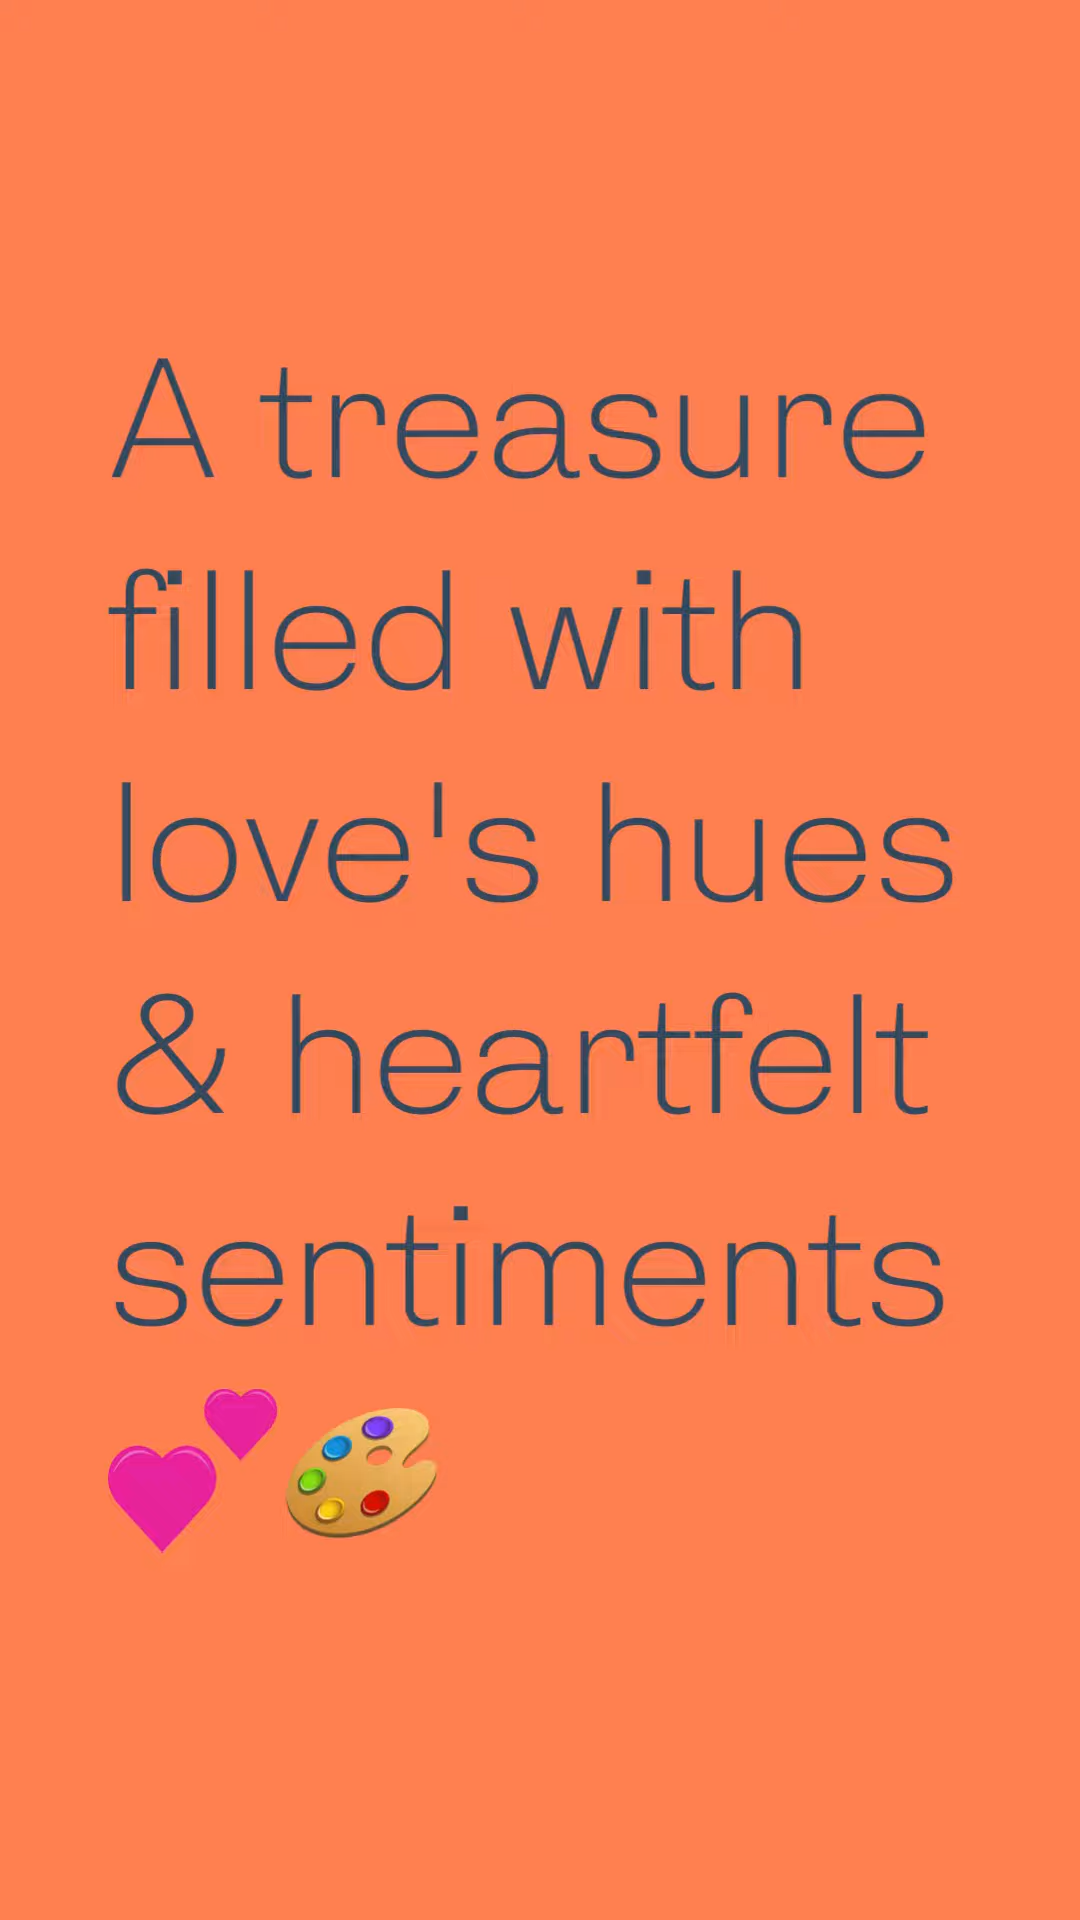 A treasure
filled with
love's hues
& heartfelt
sentiments
💕🎨